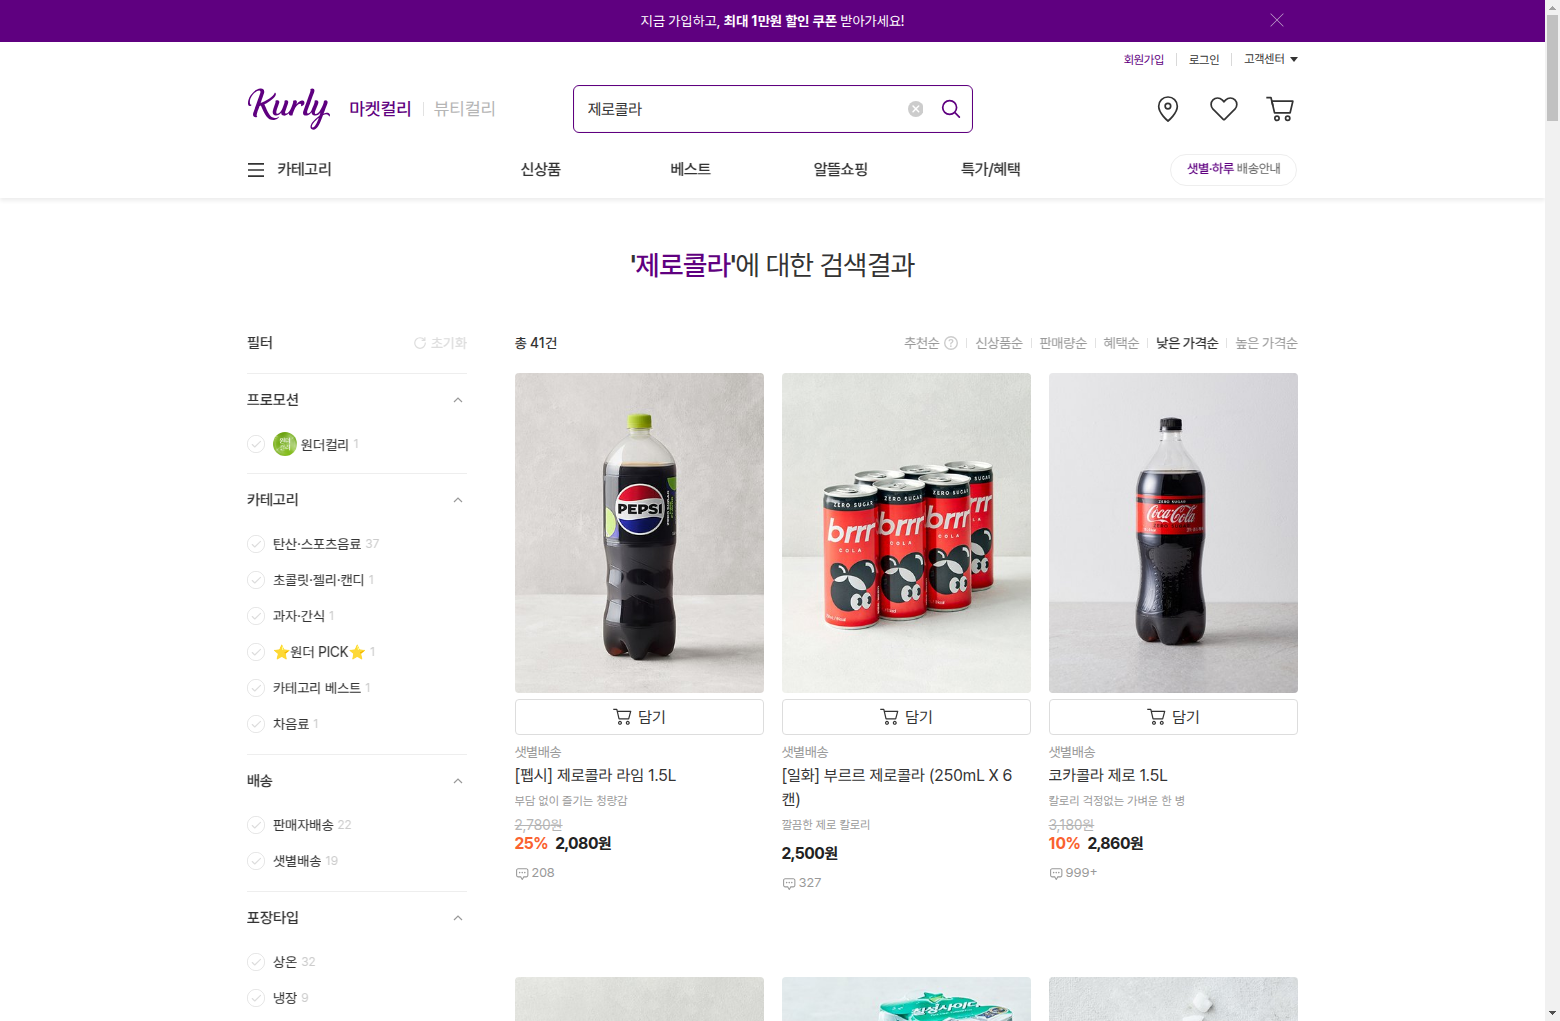 지금 가입하고, 최대 1만원 할인 쿠폰 받아가세요!
회원가입 로그인 고객센터
Kurly 마켓컬리 뷰티컬리
제로콜라
카테고리 신상품 베스트 알뜰쇼핑 특가/혜택 샛별·하루 배송안내
'제로콜라'에 대한 검색결과
필터 초기화
총 41건 추천순 ? 신상품순 판매량순 혜택순 낮은 가격순 높은 가격순
프로모션
원더컬리 1
카테고리
탄산·스포츠음료 37
초콜릿·젤리·캔디 1
과자·간식 1
⭐원더 PICK⭐ 1
카테고리 베스트 1
차음료 1
배송
판매자배송 22
샛별배송 19
포장타입
상온 32
냉장 9
PEPSI
담기
샛별배송
[펩시] 제로콜라 라임 1.5L
부담 없이 즐기는 청량감
2,780원
25% 2,080원
208
ZERO SUGAR ZERO SUGAR ZERO SUGAR
brrr brrr brrr
COLA
담기
샛별배송
[일화] 부르르 제로콜라 (250mL X 6
캔)
깔끔한 제로 칼로리
2,500원
327
ZERO SUGAR
Coca-Cola
담기
샛별배송
코카콜라 제로 1.5L
칼로리 걱정없는 가벼운 한 병
3,180원
10% 2,860원
999+
칠성사이다